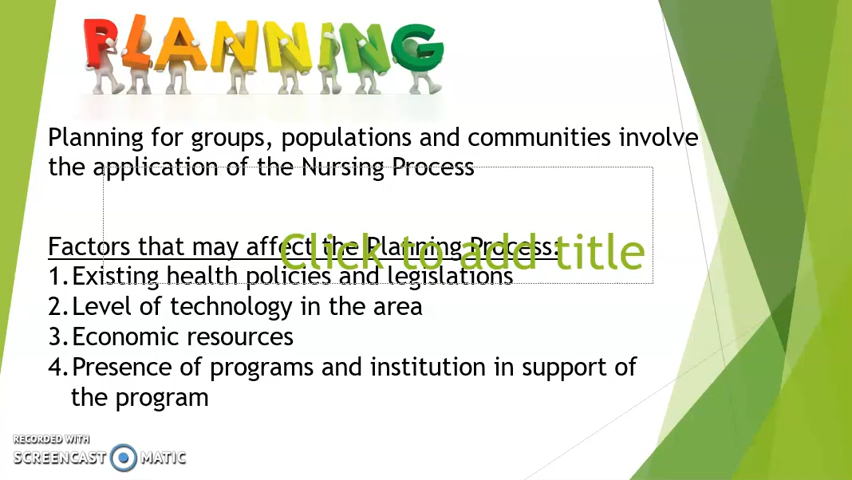 PLANNING
Planning for groups, populations and communities involve
the application of the Nursing Process
Factors that may affect the Planning Process:
Click to add title
1.Existing health policies and legislations
2.Level of technology in the area
3.Economic resources
4.Presence of programs and institution in support of
the program
RECORDED WITH
SCREENCAST MATIC